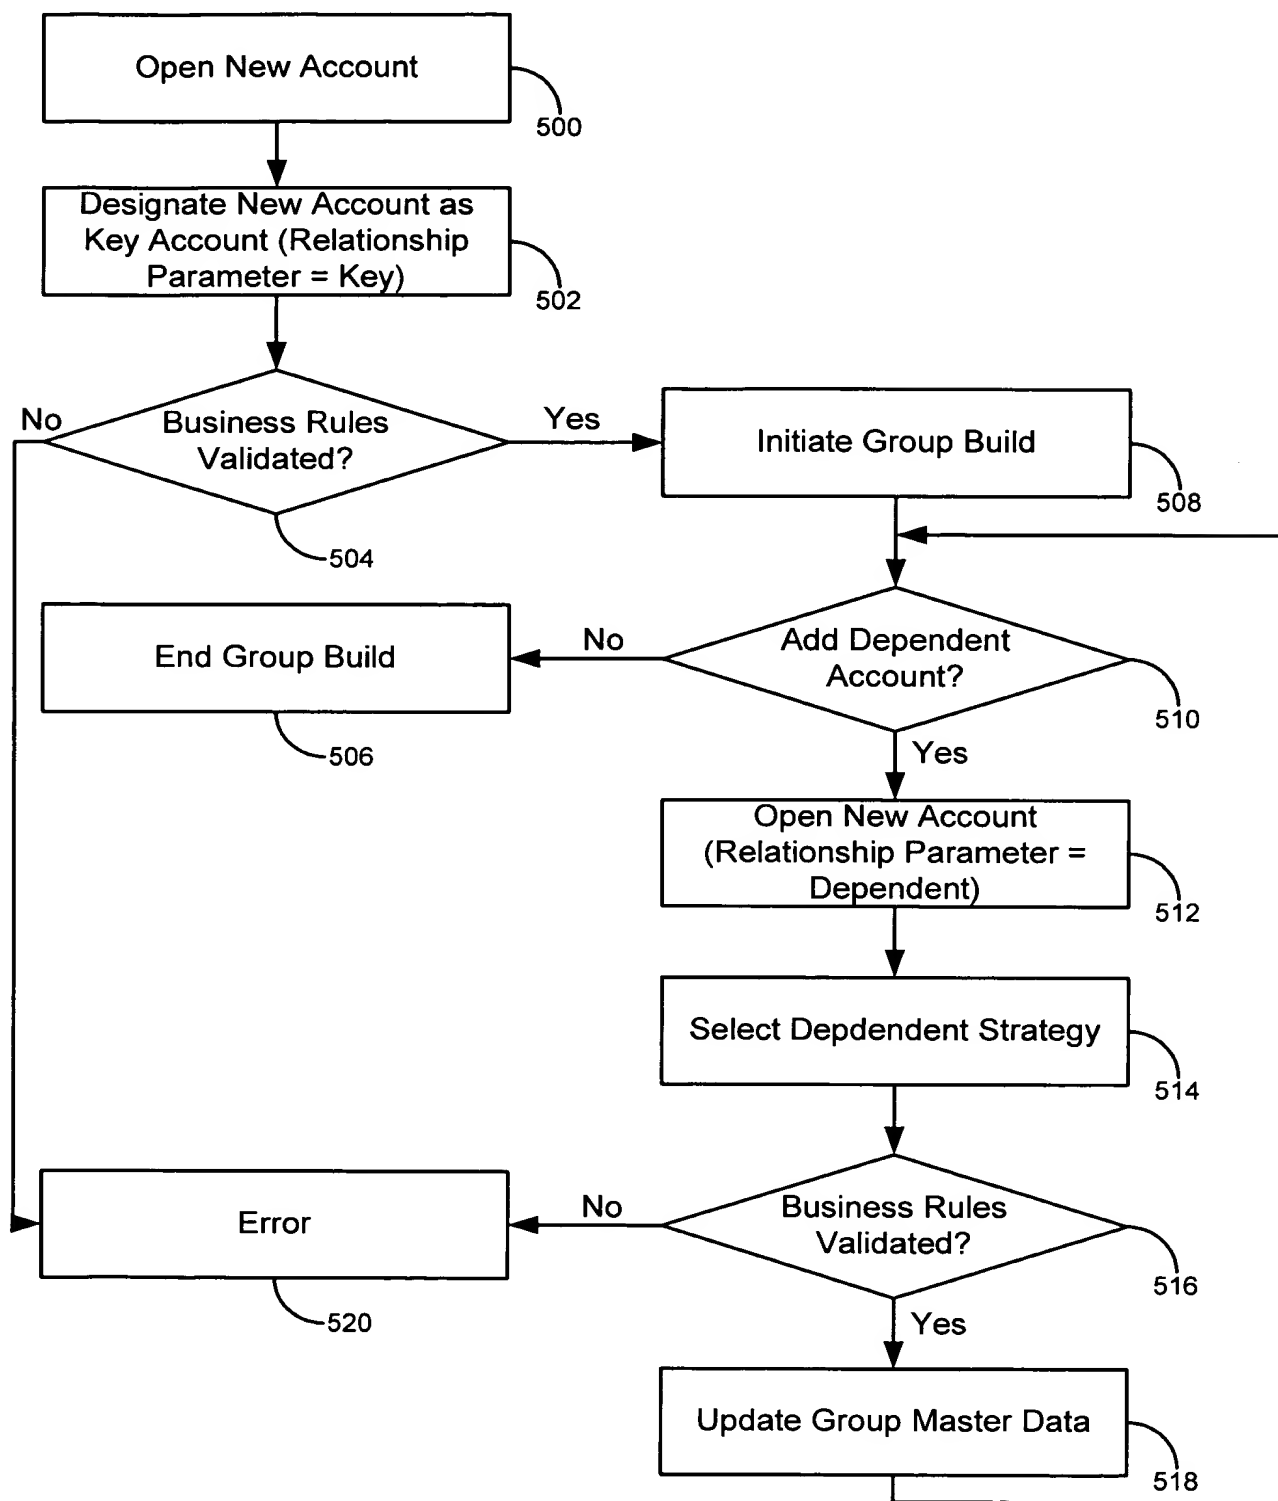 Open New Account
500
Designate New Account as
Key Account (Relationship
Parameter = Key)
502
No
Business Rules
Validated?
Yes
504
Initiate Group Build
508
Add Dependent
Account?
No
510
End Group Build
506
Yes
Open New Account
(Relationship Parameter =
Dependent)
512
Select Depdendent Strategy
514
Business Rules
Validated?
No
516
Error
520
Yes
Update Group Master Data
518